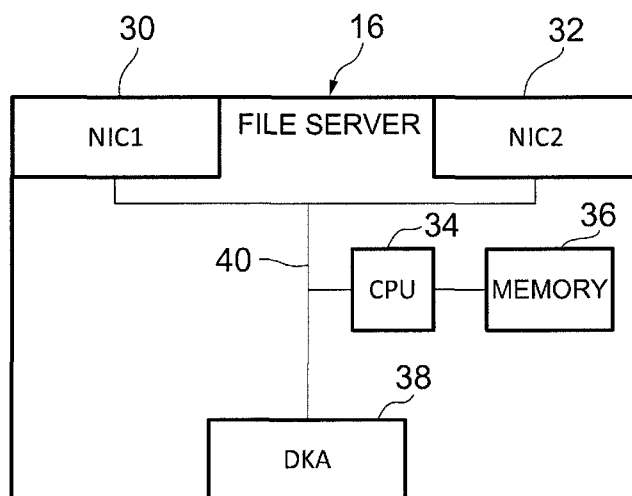 30
16
32
NIC1
FILE SERVER
NIC2
34
36
40
CPU
MEMORY
38
DKA